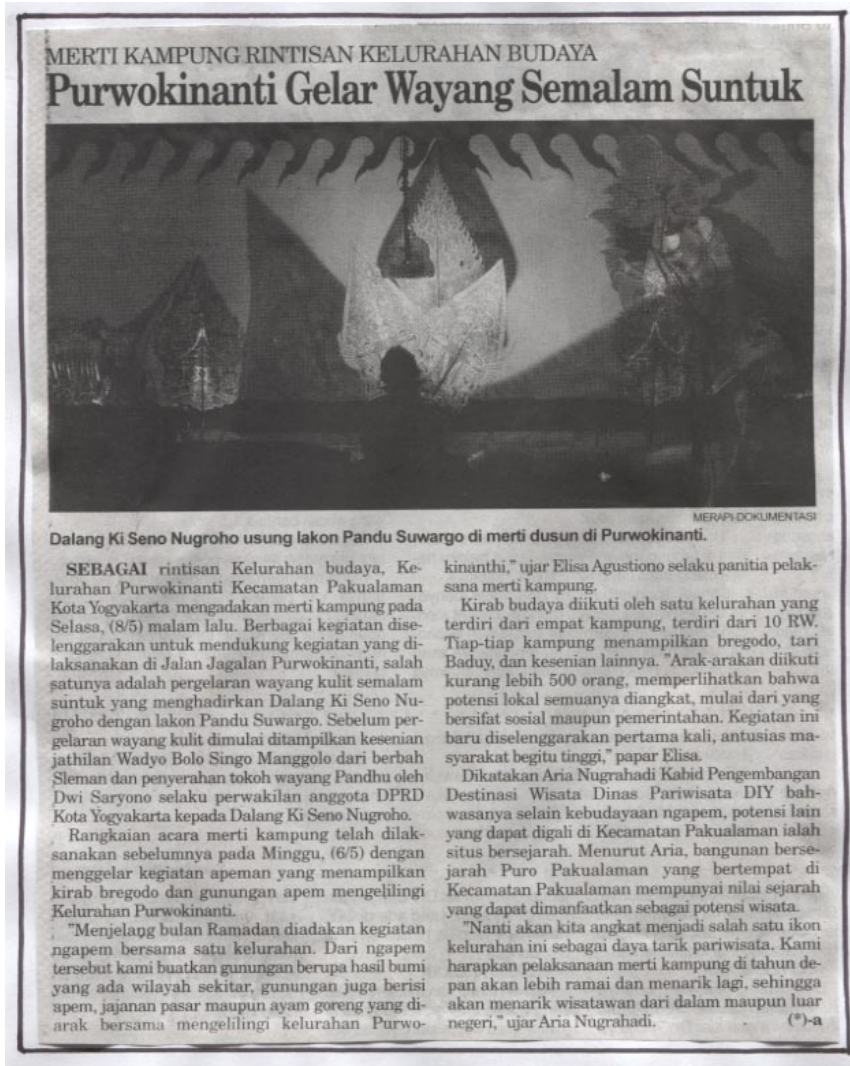 MERTI KAMPUNG RINTISAN KELURAHAN BUDAYA
Purwokinanti Gelar Wayang Semalam Suntuk
MERAPI-DOKUMENTASI
Dalang Ki Seno Nugroho usung lakon Pandu Suwargo di merti dusun di Purwokinanti.
SEBAGAI rintisan Kelurahan budaya, Ke-
lurahan Purwokinanti Kecamatan Pakualaman
Kota Yogyakarta mengadakan merti kampung pada
Selasa, (8/5) malam lalu. Berbagai kegiatan dise-
lenggarakan untuk mendukung kegiatan yang di-
laksanakan di Jalan Jagalan Purwokinanti, salah
satunya adalah pergelaran wayang kulit semalam
suntuk yang menghadirkan Dalang Ki Seno Nu-
groho dengan lakon Pandu Suwargo. Sebelum per-
gelaran wayang kulit dimulai ditampilkan kesenian
jathilan Wadyo Bolo Singo Manggolo dari berbah
Sleman dan penyerahan tokoh wayang Pandhu oleh
Dwi Saryono selaku perwakilan anggota DPRD
Kota Yogyakarta kepada Dalang Ki Seno Nugroho.
Rangkaian acara merti kampung telah dilak-
sanakan sebelumnya pada Minggu, (6/5) dengan
menggelar kegiatan apeman yang menampilkan
kirab bregodo dan gunungan apem mengelilingi
Kelurahan Purwokinanti.
"Menjelang bulan Ramadan diadakan kegiatan
ngapem bersama satu kelurahan. Dari ngapem
tersebut kami buatkan gunungan berupa hasil bumi
yang ada wilayah sekitar, gunungan juga berisi
apem, jajanan pasar maupun ayam goreng yang di-
arak bersama mengelilingi kelurahan Purwo-
kinanthi," ujar Elisa Agustiono selaku panitia pelak-
sana merti kampung.
Kirab budaya diikuti oleh satu kelurahan yang
terdiri dari empat kampung, terdiri dari 10 RW.
Tiap-tiap kampung menampilkan bregodo, tari
Baduy, dan kesenian lainnya. "Arak-arakan diikuti
kurang lebih 500 orang, memperlihatkan bahwa
potensi lokal semuanya diangkat, mulai dari yang
bersifat sosial maupun pemerintahan. Kegiatan ini
baru diselenggarakan pertama kali, antusias ma-
syarakat begitu tinggi," papar Elisa.
Dikatakan Aria Nugrahadi Kabid Pengembangan
Destinasi Wisata Dinas Pariwisata DIY bah-
wasanya selain kebudayaan ngapem, potensi lain
yang dapat digali di Kecamatan Pakualaman ialah
situs bersejarah. Menurut Aria, bangunan berse-
jarah Puro Pakualaman yang bertempat di
Kecamatan Pakualaman mempunyai nilai sejarah
yang dapat dimanfaatkan sebagai potensi wisata.
"Nanti akan kita angkat menjadi salah satu ikon
kelurahan ini sebagai daya tarik pariwisata. Kami
harapkan pelaksanaan merti kampung di tahun de-
pan akan lebih ramai dan menarik lagi, sehingga
akan menarik wisatawan dari dalam maupun luar
negeri," ujar Aria Nugrahadi. (*)-a